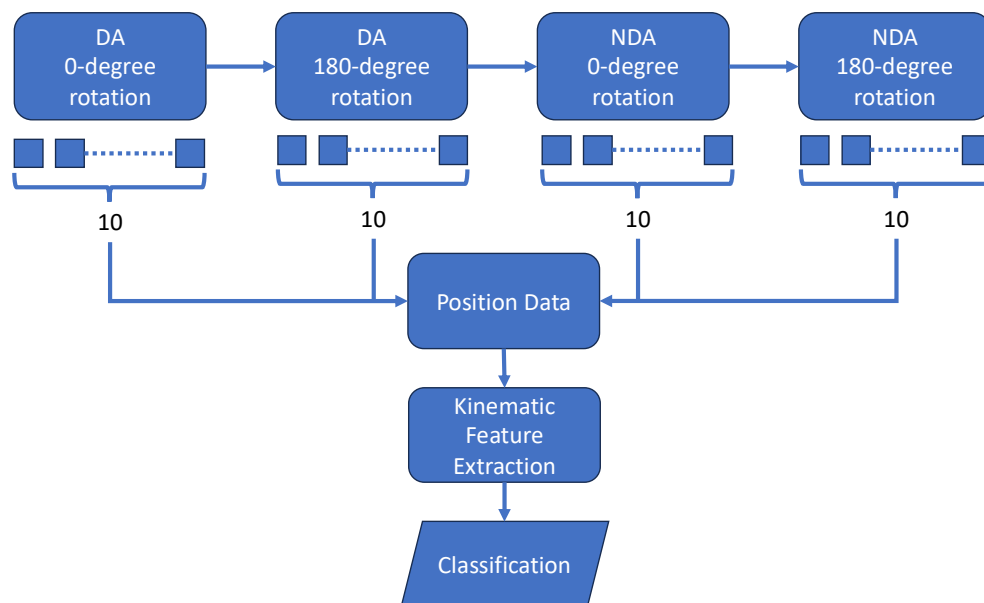 DA
0-degree
rotation
DA
180-degree
rotation
NDA
0-degree
rotation
NDA
180-degree
rotation
10
10
10
10
Position Data
Kinematic
Feature
Extraction
Classification